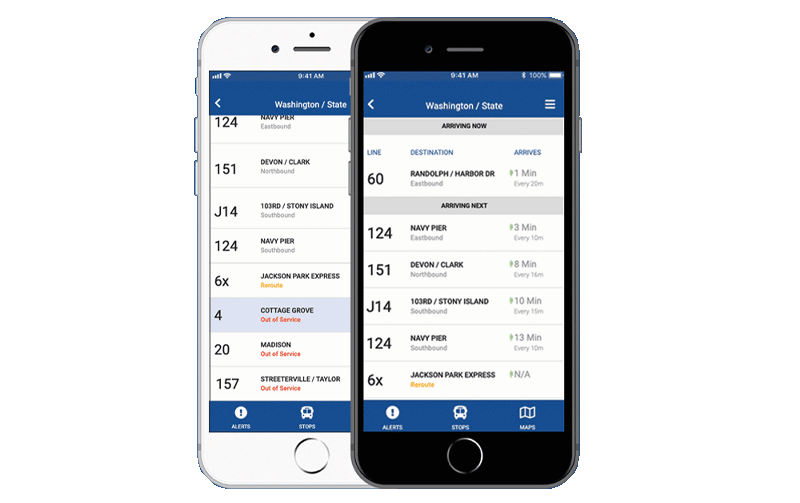 9:41 AM
Washington / State
124 NAVY PIER
Eastbound
151 DEVON / CLARK
Northbound
J14 103RD / STONY ISLAND
Southbound
124 NAVY PIER
Southbound
6x JACKSON PARK EXPRESS
Reroute
4 COTTAGE GROVE
Out of Service
20 MADISON
Out of Service
157 STREETERVILLE / TAYLOR
Out of Service
ALERTS STOPS
9:41 AM 100%
Washington / State
ARRIVING NOW
LINE DESTINATION ARRIVES
60 RANDOLPH / HARBOR DR 1 Min
Eastbound Every 20m
ARRIVING NEXT
124 NAVY PIER 3 Min
Eastbound Every 10m
151 DEVON / CLARK 8 Min
Northbound Every 16m
J14 103RD / STONY ISLAND 10 Min
Southbound Every 15m
124 NAVY PIER 13 Min
Southbound Every 10m
6x JACKSON PARK EXPRESS N/A
Reroute
ALERTS STOPS MAPS